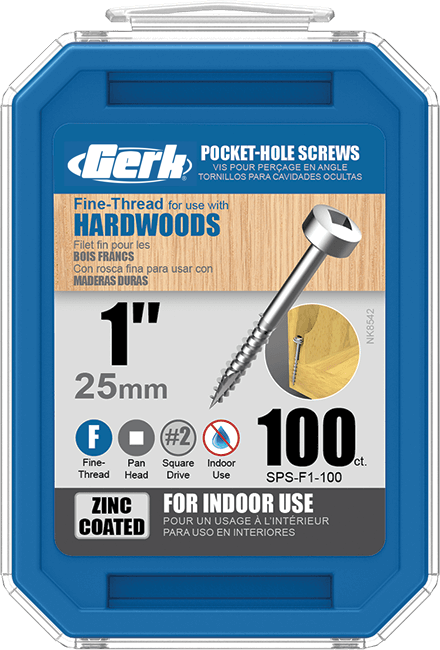 Gerk
POCKET-HOLE SCREWS
VIS POUR PERÇAGE EN ANGLE
TORNILLOS PARA CAVIDADES OCULTAS
Fine-Thread for use with
HARDWOODS
Filet fin pour les
BOIS FRANCS
Con rosca fina para usar con
MADERAS DURAS
1"
25mm
NK8542
F
Fine-
Thread
Pan
Head
#2
Square
Drive
Indoor
Use
100 ct.
SPS-F1-100
ZINC
COATED
FOR INDOOR USE
POUR UN USAGE À L'INTÉRIEUR
PARA USO EN INTERIORES